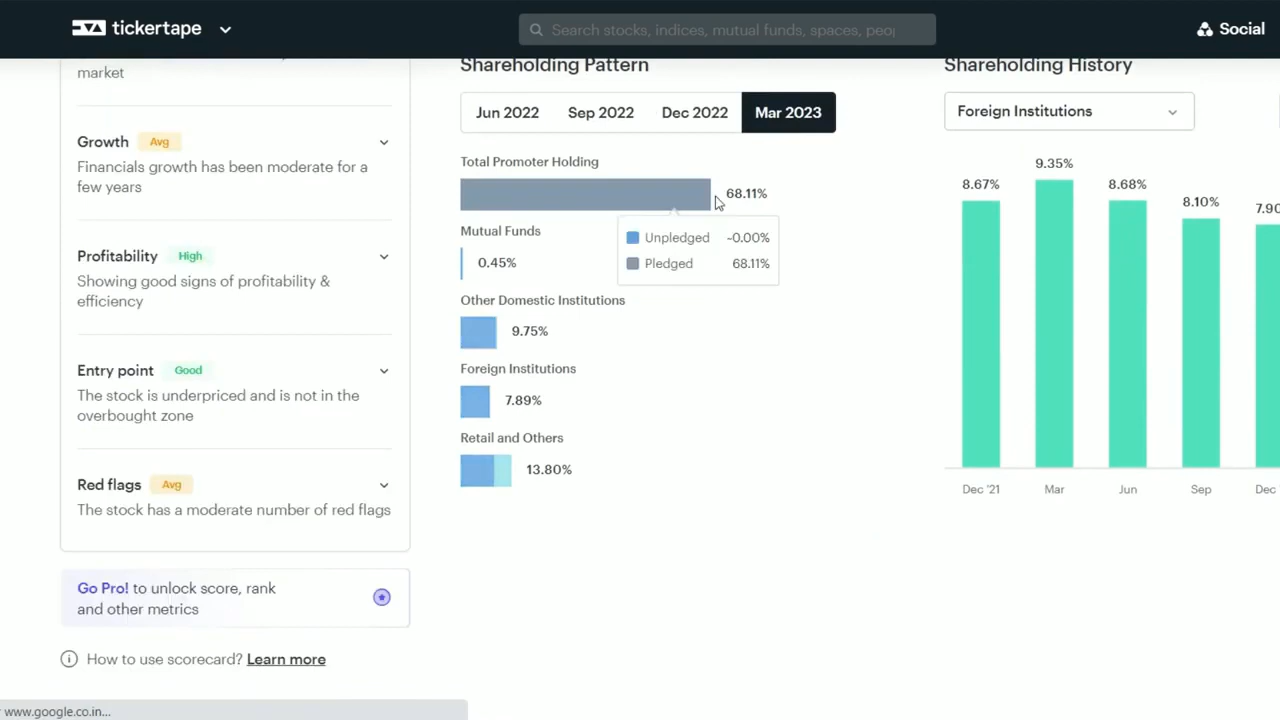 tickertape
Search stocks, indices, mutual funds, spaces, peop
Social
market
Growth Avg
Financials growth has been moderate for a
few years
Profitability High
Showing good signs of profitability &
efficiency
Entry point Good
The stock is underpriced and is not in the
overbought zone
Red flags Avg
The stock has a moderate number of red flags
Go Pro! to unlock score, rank
and other metrics
How to use scorecard? Learn more
www.google.co.in...
Shareholding Pattern
Jun 2022 Sep 2022 Dec 2022 Mar 2023
Total Promoter Holding
68.11%
Unpledged ~0.00%
Pledged 68.11%
Mutual Funds
0.45%
Other Domestic Institutions
9.75%
Foreign Institutions
7.89%
Retail and Others
13.80%
Shareholding History
Foreign Institutions
8.67% 9.35% 8.68% 8.10% 7.90
Dec '21 Mar Jun Sep Dec